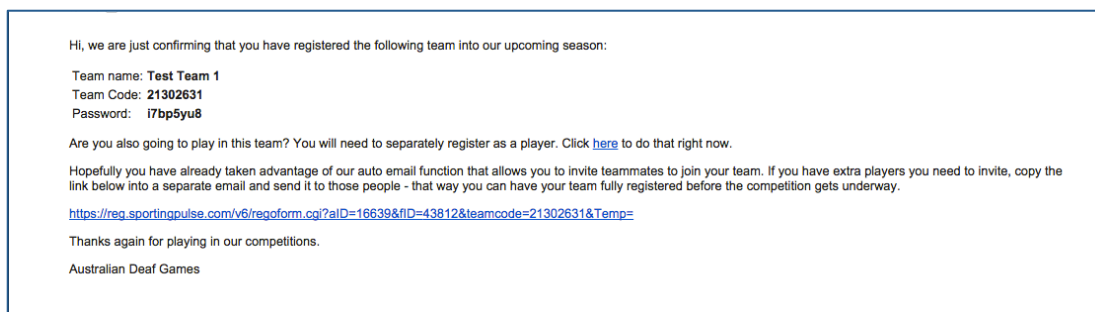 Hi, we are just confirming that you have registered the following team into our upcoming season:
Team name: Test Team 1
Team Code: 21302631
Password: i7bp5yu8
Are you also going to play in this team? You will need to separately register as a player. Click here to do that right now.
Hopefully you have already taken advantage of our auto email function that allows you to invite teammates to join your team. If you have extra players you need to invite, copy the
link below into a separate email and send it to those people - that way you can have your team fully registered before the competition gets underway.
https://reg.sportingpulse.com/v6/regoform.cgi?aID=16639&fID=43812&teamcode=21302631&Temp=
Thanks again for playing in our competitions.
Australian Deaf Games